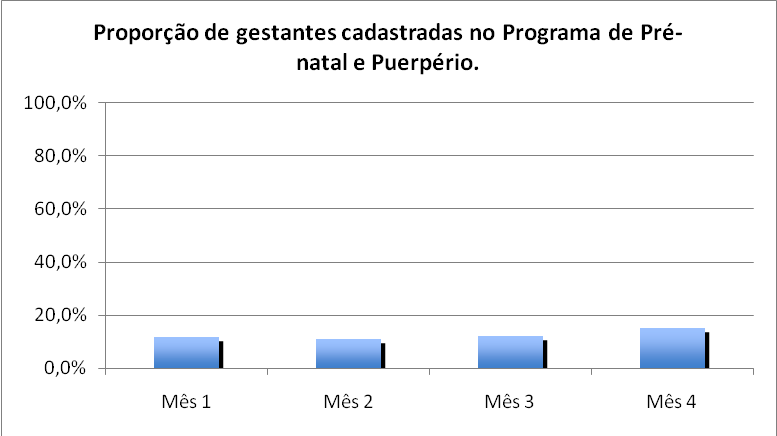 Proporção de gestantes cadastradas no Programa de Pré-
natal e Puerpério.
100,0%
80,0%
60,0%
40,0%
20,0%
0,0%
Mês 1 Mês 2 Mês 3 Mês 4